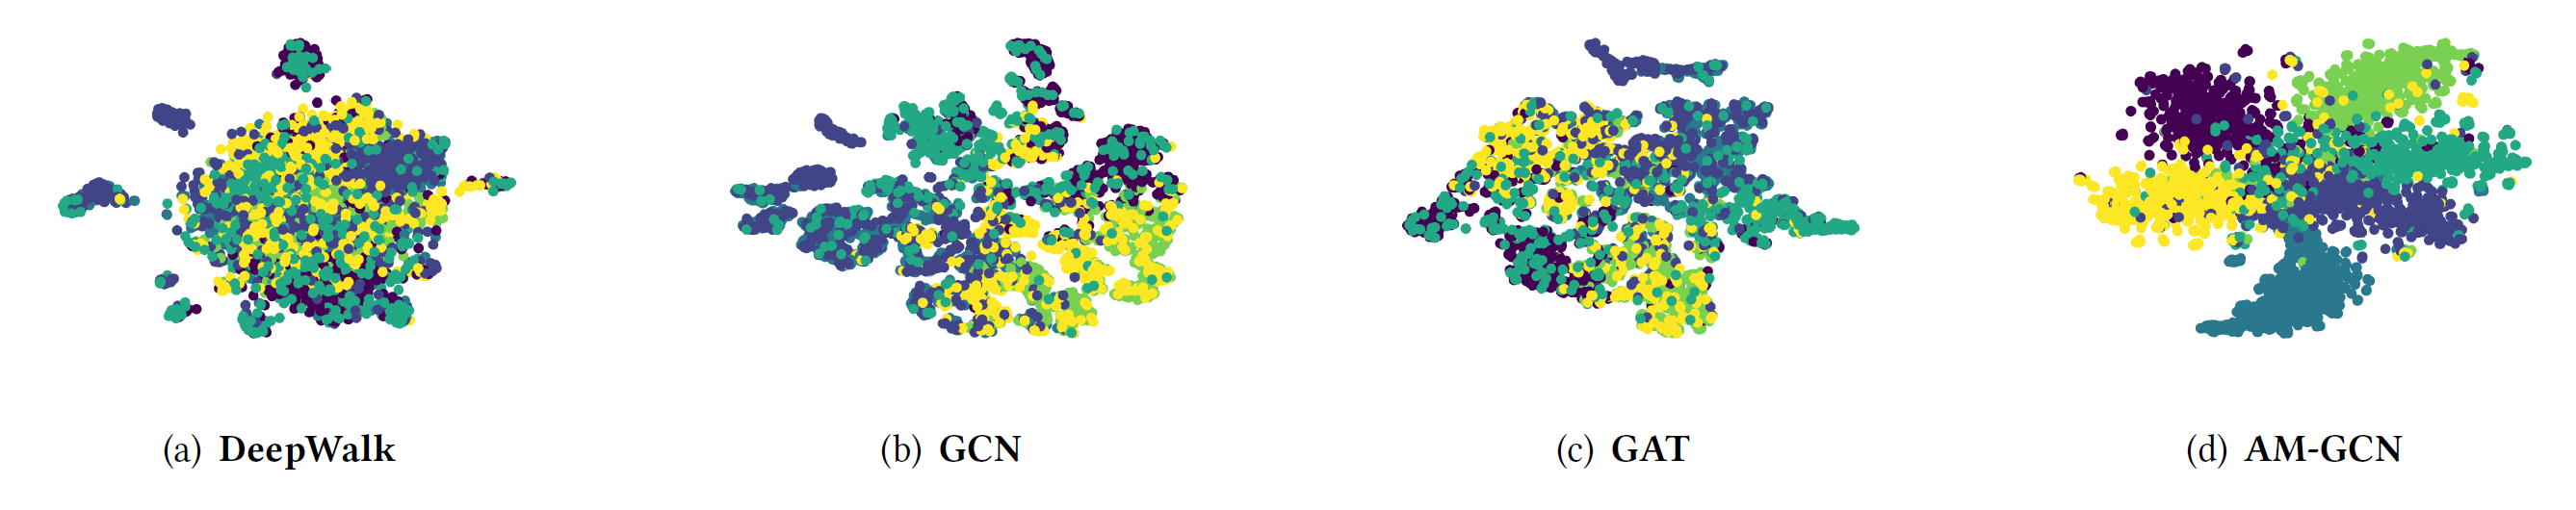 (a) DeepWalk
(b) GCN
(c) GAT
(d) AM-GCN